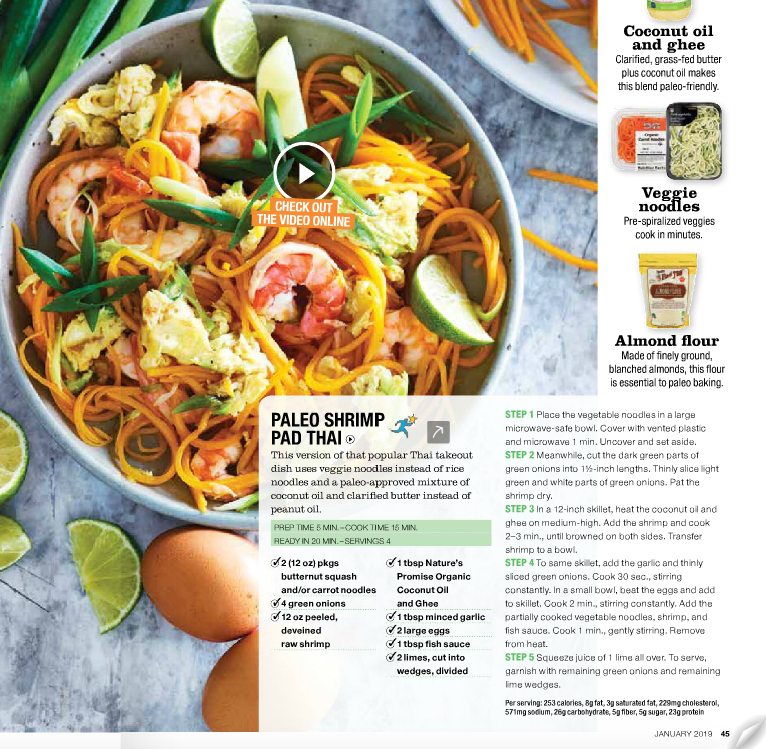 CHECK OUT
THE VIDEO ONLINE
Coconut oil
and ghee
Clarified, grass-fed butter
plus coconut oil makes
this blend paleo-friendly.
Organic
Carrot Noodles
Veggie
noodles
Pre-spiralized veggies
cook in minutes.
ALMOND FLOUR
Almond flour
Made of finely ground,
blanched almonds, this flour
is essential to paleo baking.
PALEO SHRIMP
PAD THAI
This version of that popular Thai takeout
dish uses veggie noodles instead of rice
noodles and a paleo-approved mixture of
coconut oil and clarified butter instead of
peanut oil.
PREP TIME 5 MIN.–COOK TIME 15 MIN.
READY IN 20 MIN.–SERVINGS 4
2 (12 oz) pkgs
butternut squash
and/or carrot noodles
4 green onions
12 oz peeled,
deveined
raw shrimp
1 tbsp Nature's
Promise Organic
Coconut Oil
and Ghee
1 tbsp minced garlic
2 large eggs
1 tbsp fish sauce
2 limes, cut into
wedges, divided
STEP 1 Place the vegetable noodles in a large
microwave-safe bowl. Cover with vented plastic
and microwave 1 min. Uncover and set aside.
STEP 2 Meanwhile, cut the dark green parts of
green onions into 1½-inch lengths. Thinly slice light
green and white parts of green onions. Pat the
shrimp dry.
STEP 3 In a 12-inch skillet, heat the coconut oil and
ghee on medium-high. Add the shrimp and cook
2–3 min., until browned on both sides. Transfer
shrimp to a bowl.
STEP 4 To same skillet, add the garlic and thinly
sliced green onions. Cook 30 sec., stirring
constantly. In a small bowl, beat the eggs and add
to skillet. Cook 2 min., stirring constantly. Add the
partially cooked vegetable noodles, shrimp, and
fish sauce. Cook 1 min., gently stirring. Remove
from heat.
STEP 5 Squeeze juice of 1 lime all over. To serve,
garnish with remaining green onions and remaining
lime wedges.
Per serving: 253 calories, 8g fat, 3g saturated fat, 229mg cholesterol,
571mg sodium, 26g carbohydrate, 5g fiber, 5g sugar, 23g protein
JANUARY 2019 45